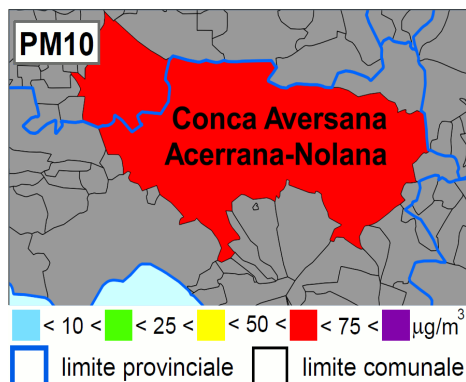 PM10
Conca Aversana
Acerrana-Nolana
< 10 < < 25 < < 50 < < 75 < µg/m³
limite provinciale limite comunale